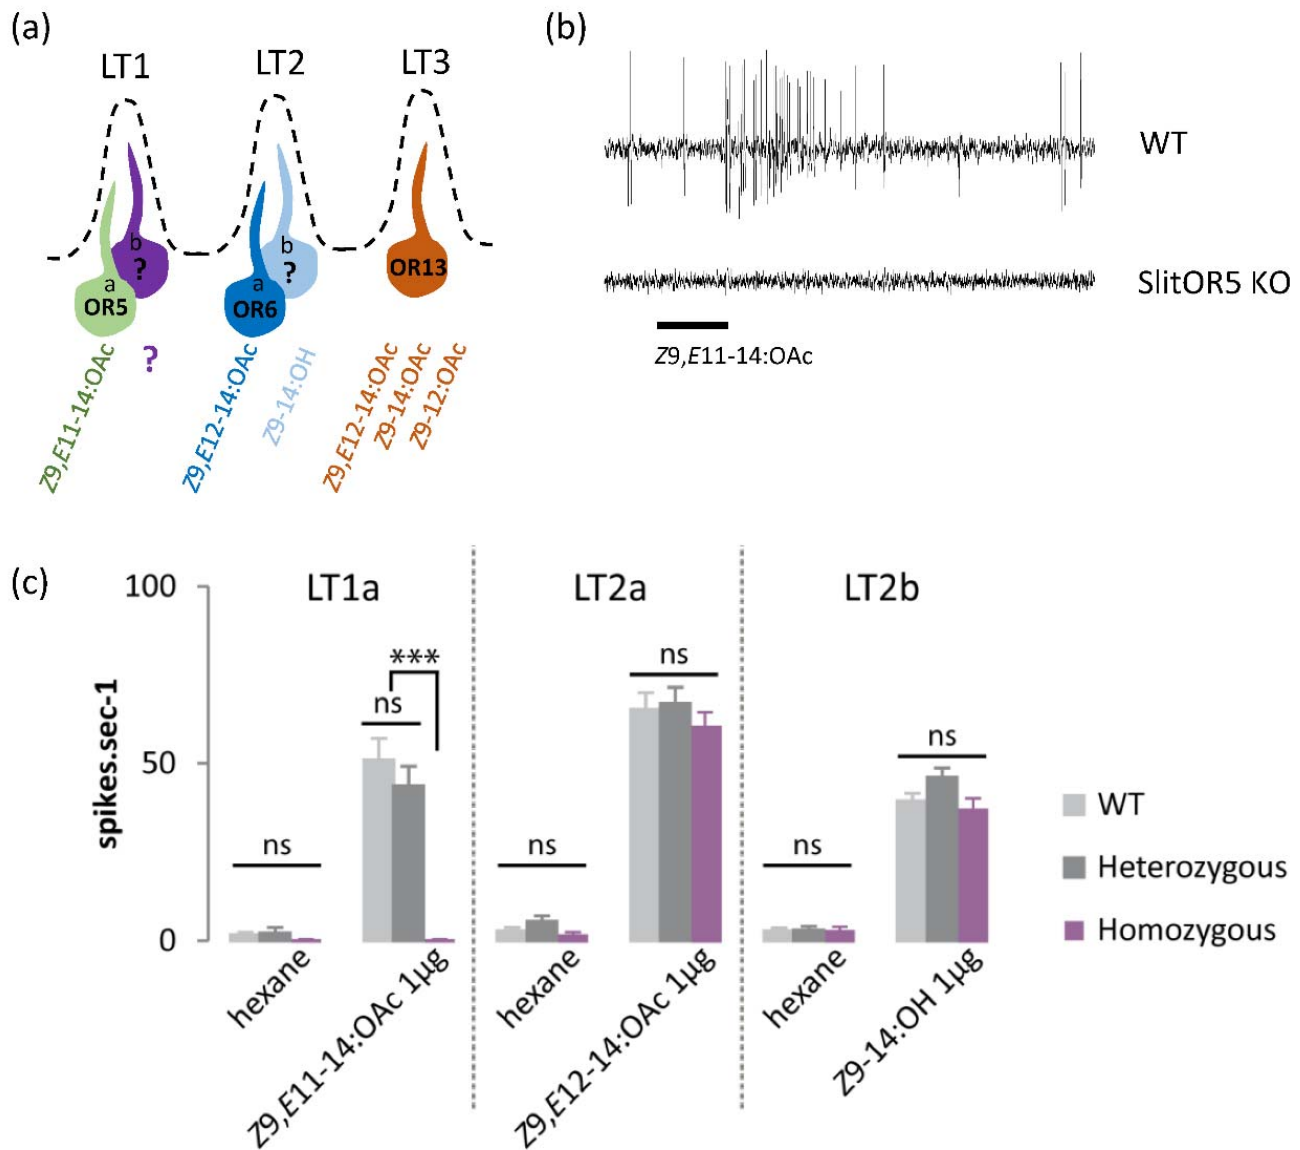 (a)
LT1
LT2
LT3
b
?
a
OR5
b
?
a
OR6
OR13
Z9,E11-14:OAc
?
Z9,E12-14:OAc
Z9-14:OH
Z9,E12-14:OAc
Z9-14:OAc
Z9-12:OAc
(b)
WT
SlitOR5 KO
Z9,E11-14:OAc
(c)
100
50
0
spikes.sec-1
LT1a
LT2a
LT2b
ns
ns
***
ns
ns
ns
ns
hexane
Z9,E11-14:OAc 1µg
hexane
Z9,E12-14:OAc 1µg
hexane
Z9-14:OH 1µg
WT
Heterozygous
Homozygous